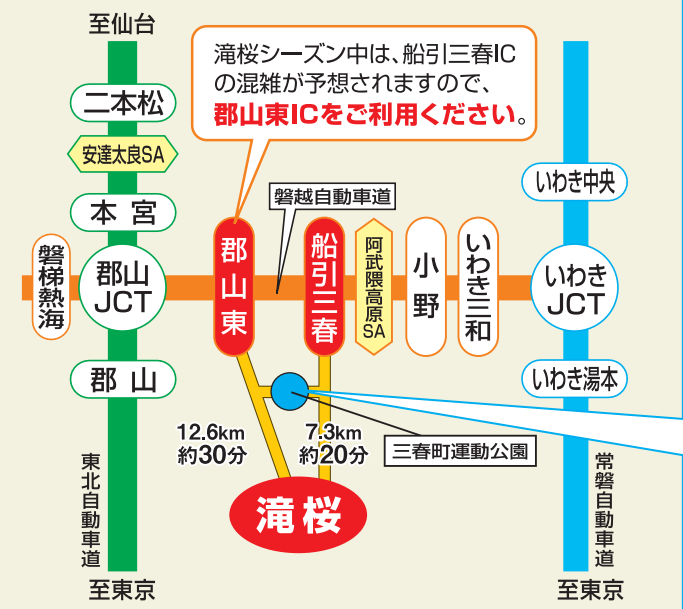 至仙台
滝桜シーズン中は、船引三春IC
の混雑が予想されますので、
郡山東ICをご利用ください。
二本松
安達太良SA
本宮
磐越自動車道
いわき中央
磐梯熱海
郡山
JCT
郡山東
船引三春
阿武隈高原SA
小野
いわき三和
いわき
JCT
郡山
いわき湯本
12.6km
約30分
7.3km
約20分
三春町運動公園
東北自動車道
常磐自動車道
滝桜
至東京
至東京